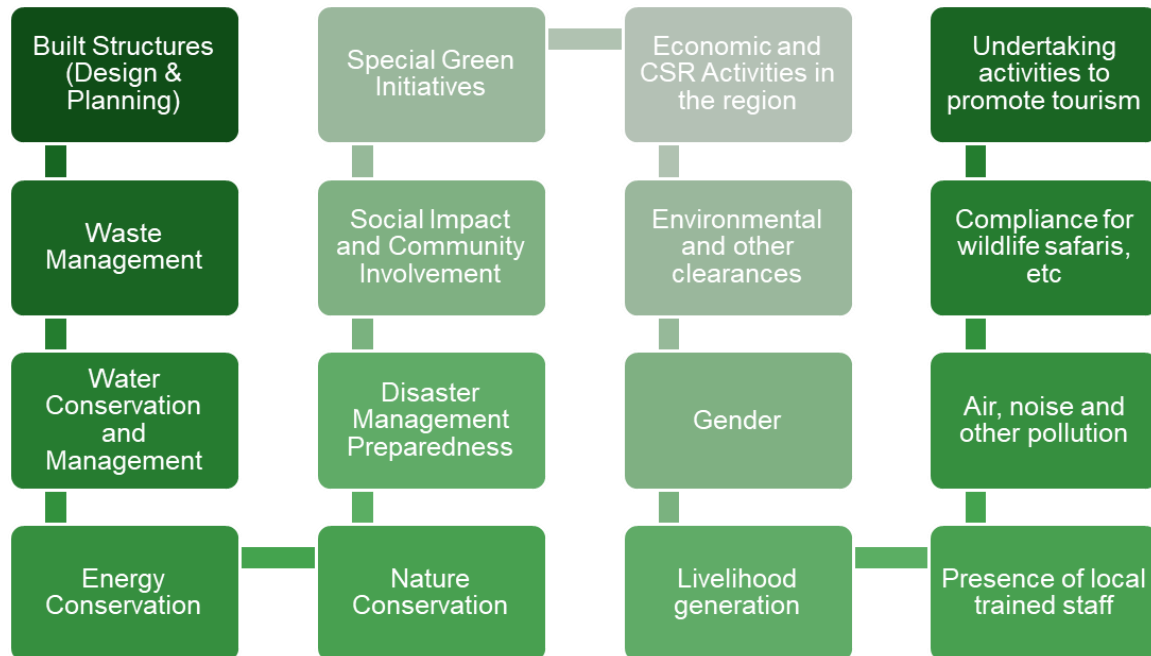 Built Structures
(Design &
Planning)
Waste
Management
Water
Conservation
and
Management
Energy
Conservation
Nature
Conservation
Disaster
Management
Preparedness
Social Impact
and Community
Involvement
Special Green
Initiatives
Economic and
CSR Activities in
the region
Environmental
and other
clearances
Gender
Livelihood
generation
Presence of local
trained staff
Air, noise and
other pollution
Compliance for
wildlife safaris,
etc
Undertaking
activities to
promote tourism